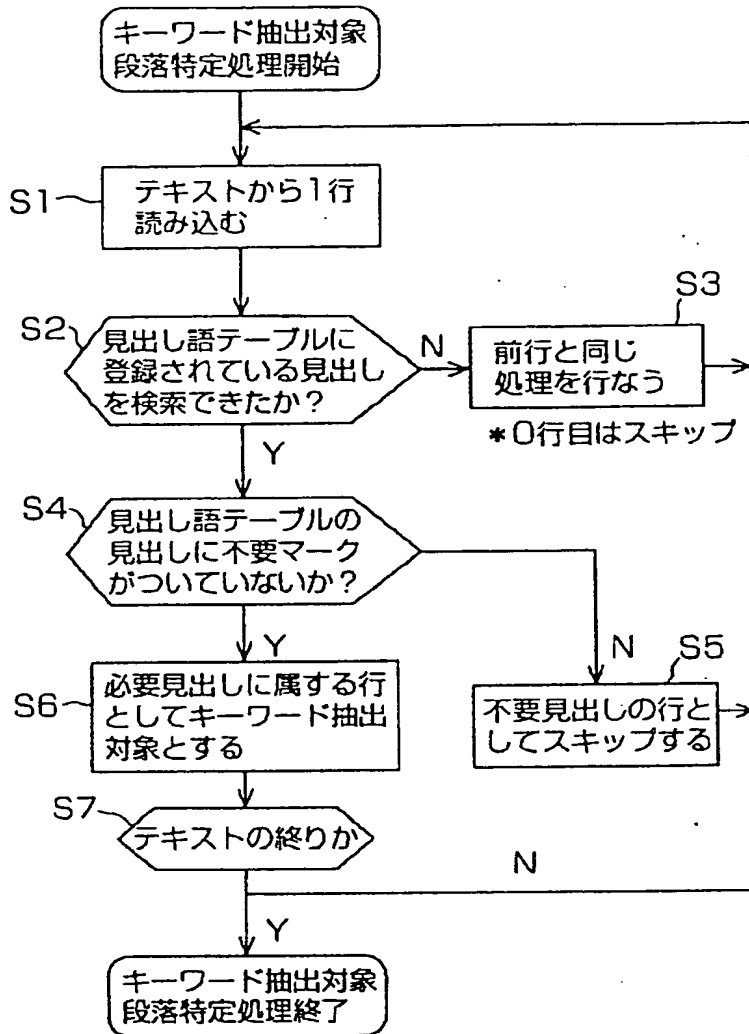 キーワード抽出対象
段落特定処理開始
S1
テキストから1行
読み込む
S2
見出し語テーブルに
登録されている見出し
を検索できたか?
N
S3
前行と同じ
処理を行なう
*0行目はスキップ
Y
S4
見出し語テーブルの
見出しに不要マーク
がついていないか?
Y
N
S5
不要見出しの行と
してスキップする
S6
必要見出しに属する行
としてキーワード抽出
対象とする
S7
テキストの終りか
N
Y
キーワード抽出対象
段落特定処理終了